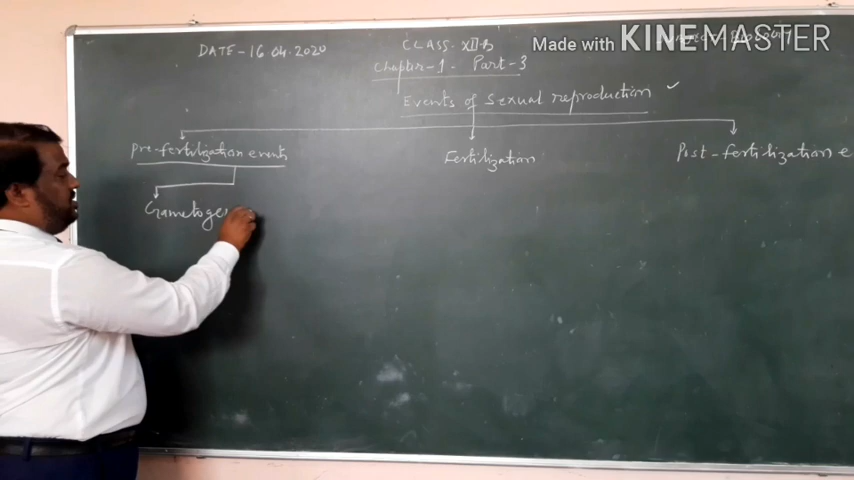 DATE-16.04.2020
CLASS-XII-B
Made with KINEMASTER
Chapter-1- Part-3
Events of Sexual reproduction ✓
Pre-fertilization events
Fertilization
Post-fertilization e
Gametoge